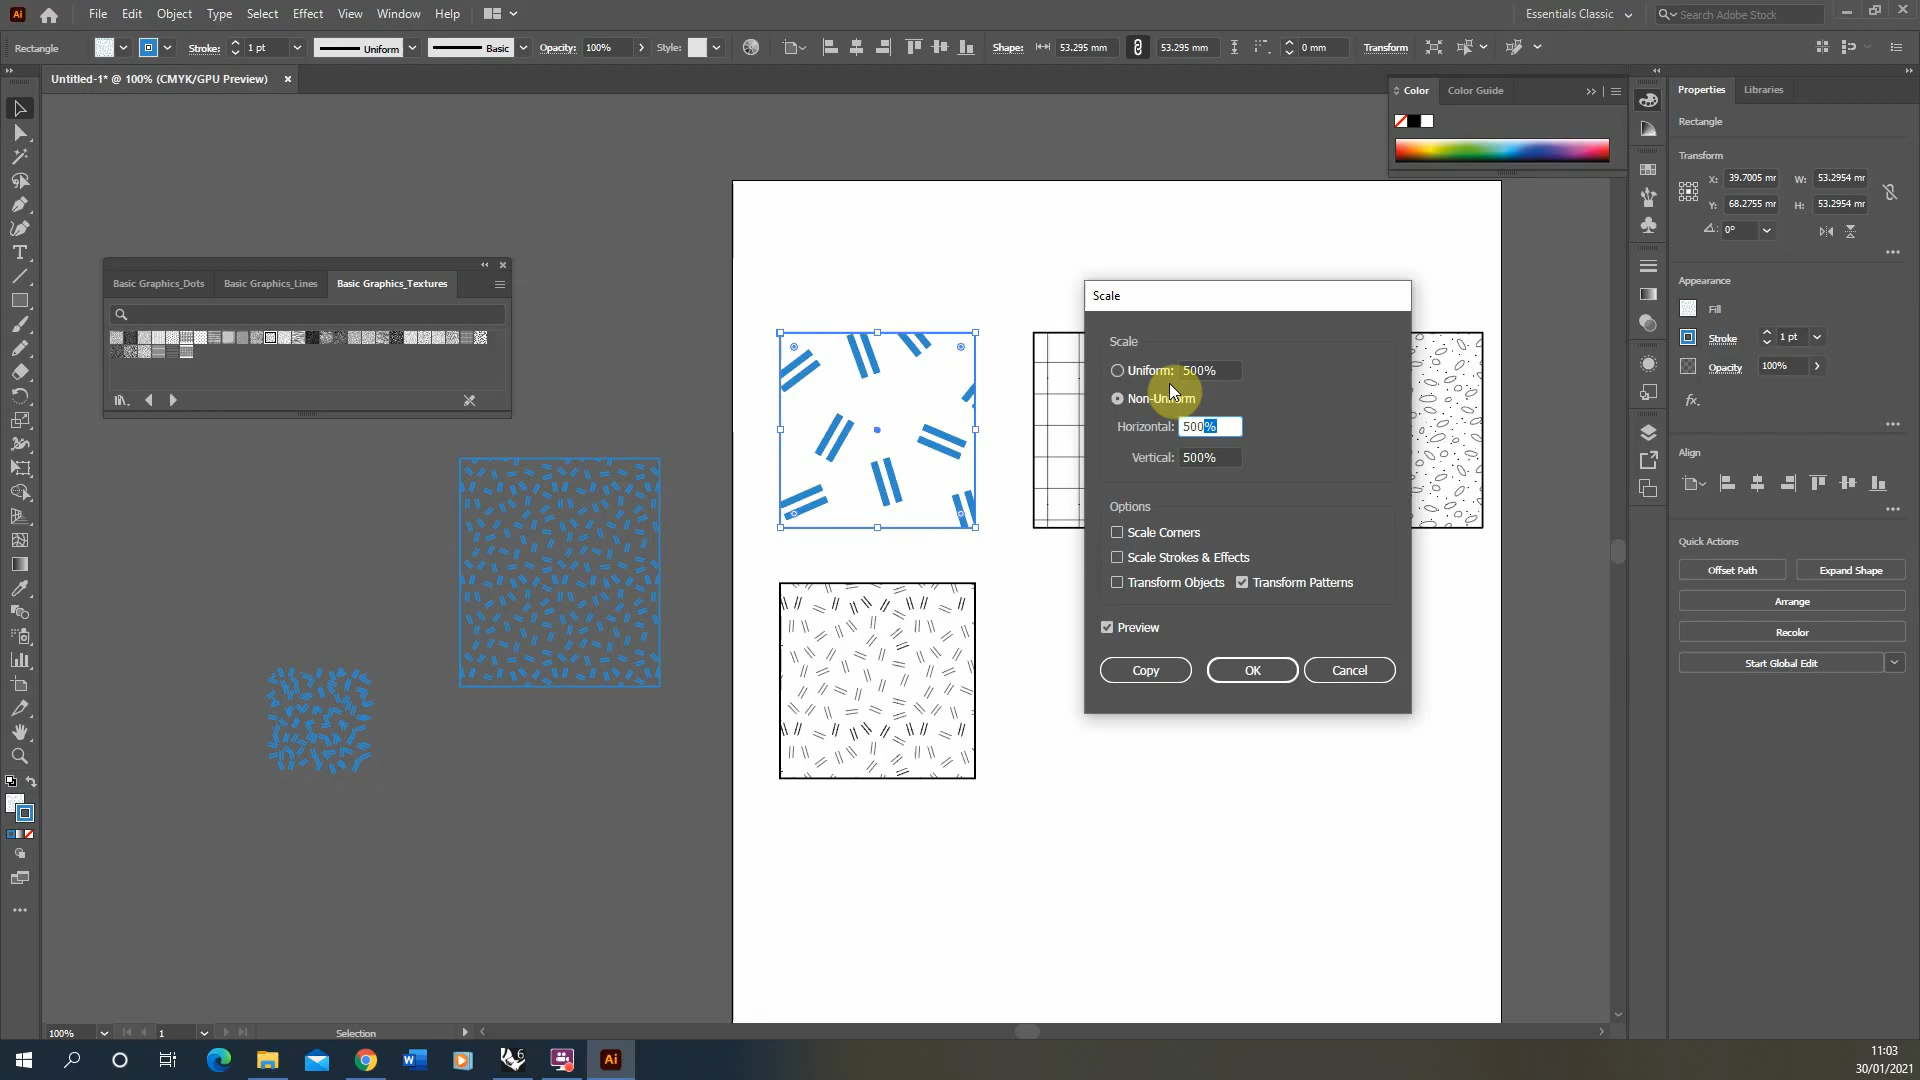 Ai File Edit Object Type Select Effect View Window Help Essentials Classic Search Adobe Stock
Rectangle Stroke: 1 pt Uniform Basic Opacity: 100% Style: Shape: 53.295 mm 53.295 mm 0 mm Transform
Untitled-1* @ 100% (CMYK/GPU Preview)
Color Color Guide
Properties Libraries
Rectangle
Transform
X: 39.7005 mr W: 53.2954 mr
Y: 68.2755 mr H: 53.2954 mr
0°
Appearance
Fill
Stroke 1 pt
Opacity 100%
fx.
Align
Quick Actions
Offset Path Expand Shape
Arrange
Recolor
Start Global Edit
Basic Graphics_Dots Basic Graphics_Lines Basic Graphics_Textures
Scale
Scale
Uniform: 500%
Non-Uniform
Horizontal: 500%
Vertical: 500%
Options
Scale Corners
Scale Strokes & Effects
Transform Objects Transform Patterns
Preview
Copy OK Cancel
100% 1 Selection
6 Ai
11:03
30/01/2021